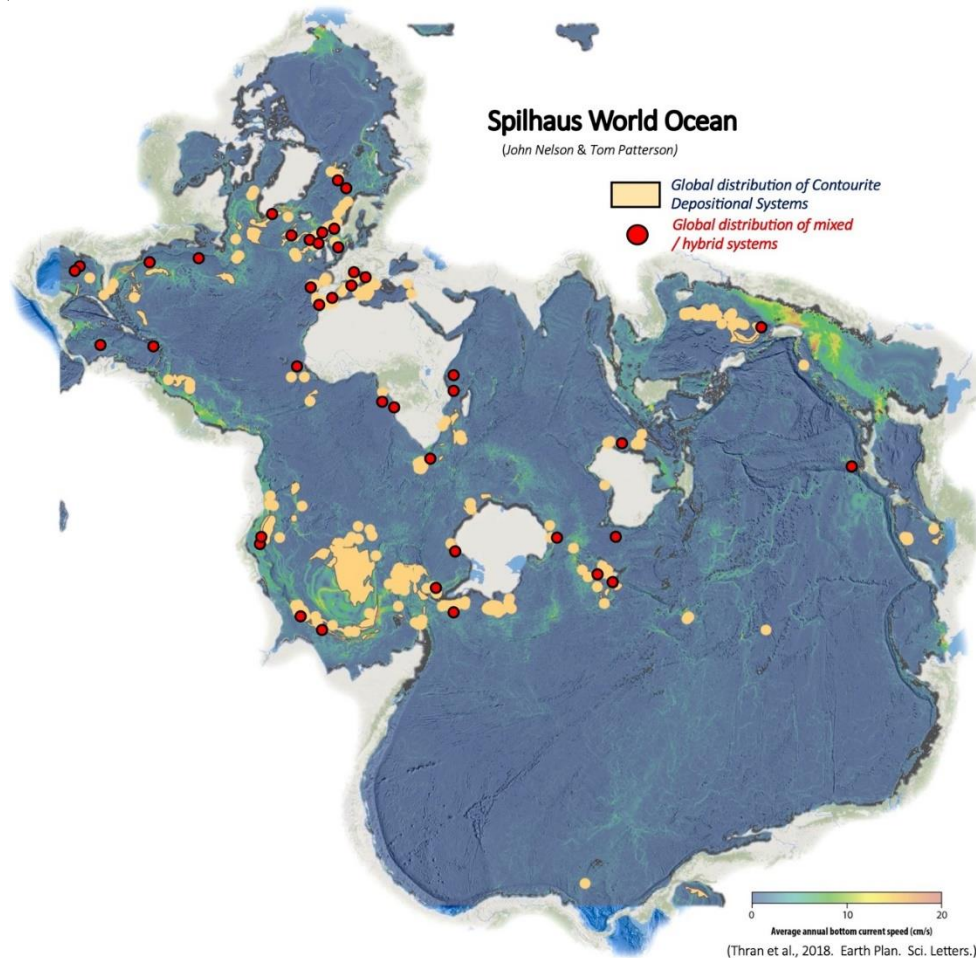 Spilhaus World Ocean
(John Nelson & Tom Patterson)
Global distribution of Contourite
Depositional Systems
Global distribution of mixed
/ hybrid systems
0 10 20
Average annual bottom current speed (cm/s)
(Thran et al., 2018. Earth Plan. Sci. Letters.)